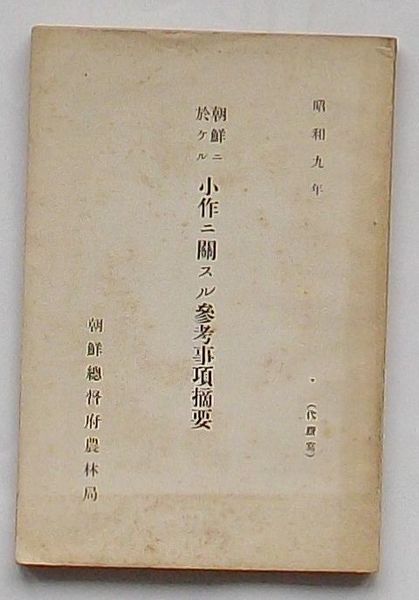 昭和九年
(代謄寫)
朝鮮ニ
於ケル
小作ニ關スル參考事項摘要
朝鮮總督府農林局